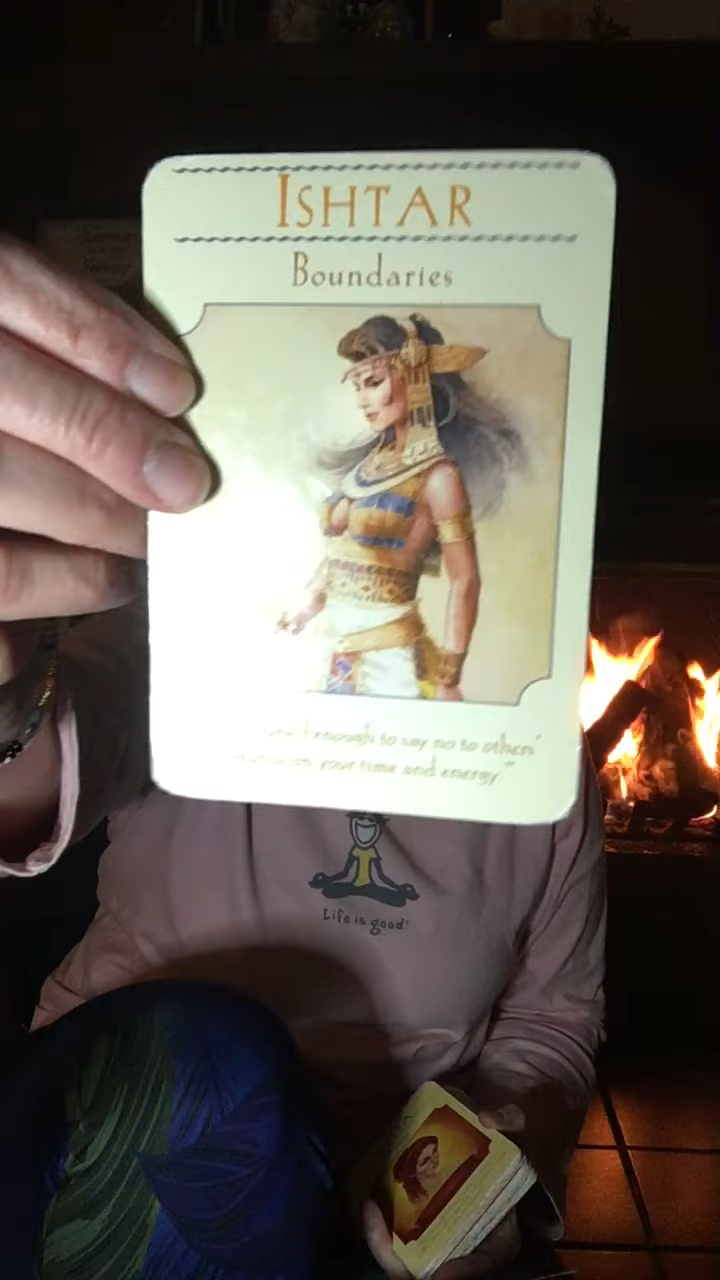 ISHTAR
Boundaries
enough to say no to others'
your time and energy."
Life is good